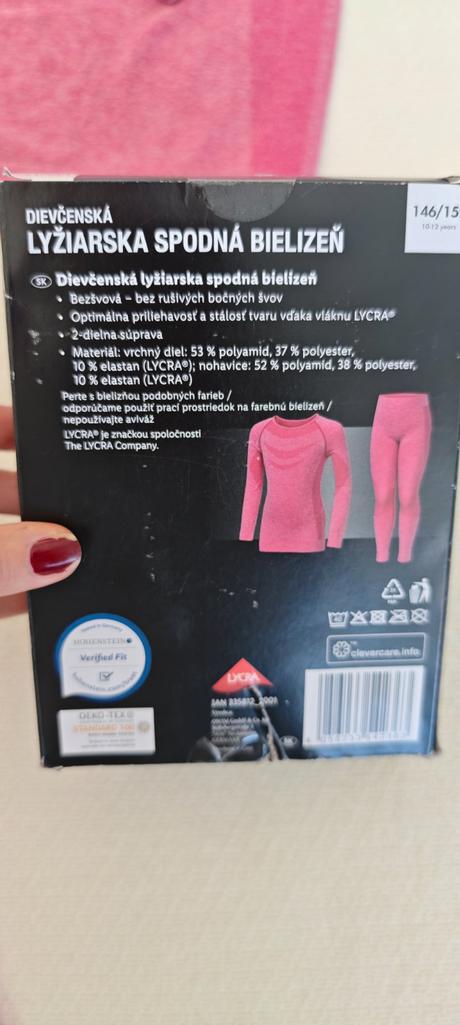 DIEVČENSKÁ
LYŽIARSKA SPODNÁ BIELIZEŇ
146/15
10-12 years
SK Dievčenská lyžiarska spodná bielizeň
• Bezšvová – bez rušivých bočných švov
• Optimálna priliehavosť a stálosť tvaru vďaka vláknu LYCRA®
• 2-dielna súprava
• Materiál: vrchný diel: 53 % polyamid, 37 % polyester,
10 % elastan (LYCRA®); nohavice: 52 % polyamid, 38 % polyester,
10 % elastan (LYCRA®)
Perte s bielizňou podobných farieb /
odporúčame použiť prací prostriedok na farebnú bielizeň /
nepoužívajte aviváž
LYCRA® je značkou spoločnosti
The LYCRA Company.
HOHENSTEIN
Verified Fit
OEKO-TEX®
STANDARD 100
LYCRA
IAN 335812_2001
clevercare.info
SK